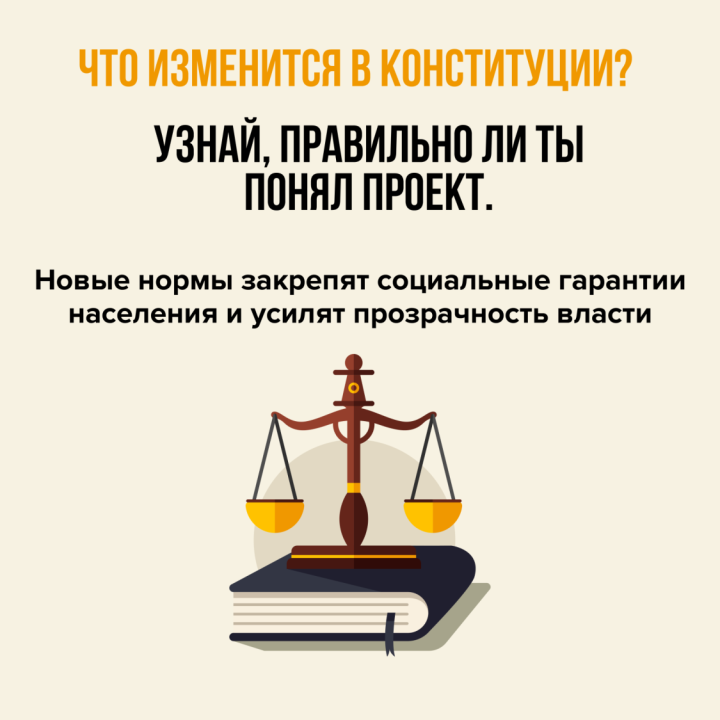 ЧТО ИЗМЕНИТСЯ В КОНСТИТУЦИИ?
УЗНАЙ, ПРАВИЛЬНО ЛИ ТЫ
ПОНЯЛ ПРОЕКТ.
Новые нормы закрепят социальные гарантии
населения и усилят прозрачность власти